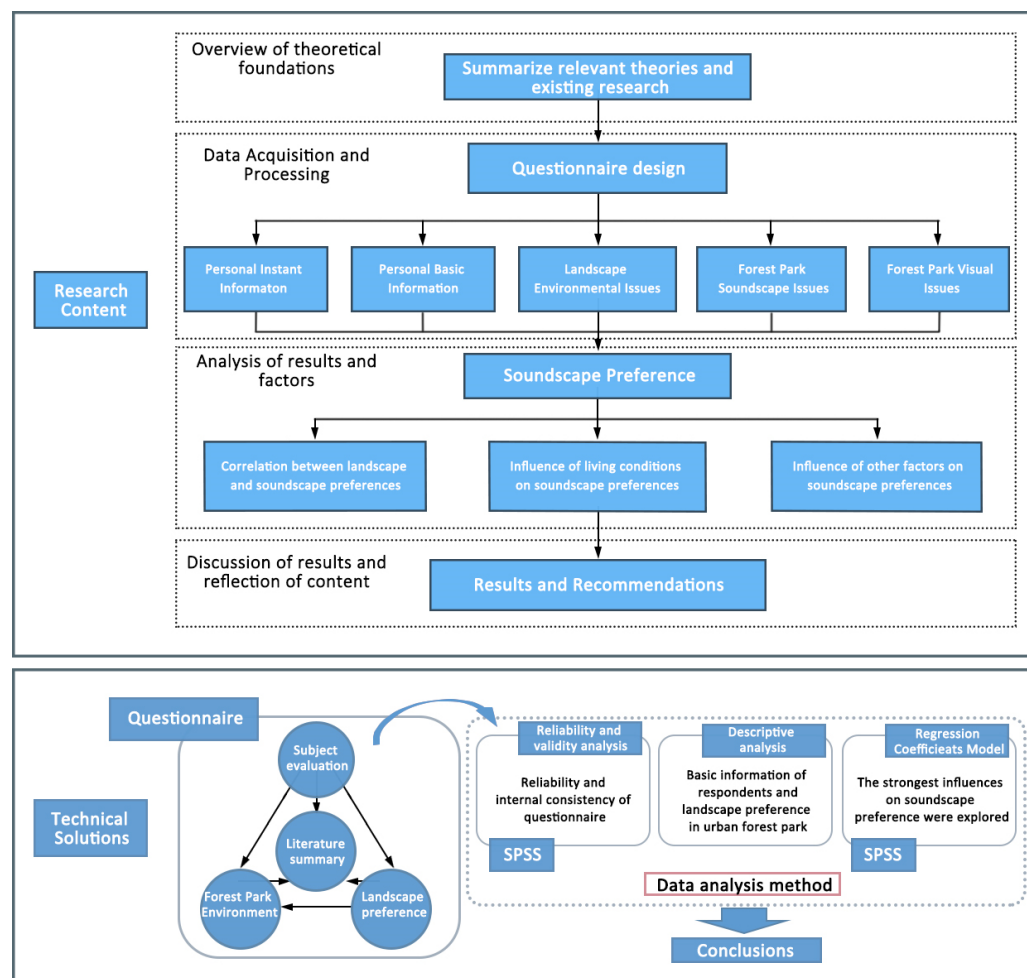 Overview of theoretical
foundations
Summarize relevant theories and
existing research
Data Acquisition and
Processing
Questionnaire design
Personal Instant
Informaton
Personal Basic
Information
Landscape
Environmental Issues
Forest Park
Soundscape Issues
Forest Park Visual
Issues
Research
Content
Analysis of results and
factors
Soundscape Preference
Correlation between landscape
and soundscape preferences
Influence of living conditions
on soundscape preferences
Influence of other factors on
soundscape preferences
Discussion of results and
reflection of content
Results and Recommendations
Technical
Solutions
Questionnaire
Subject
evaluation
Literature
summary
Forest Park
Environment
Landscape
preference
Reliability and
validity analysis
Reliability and
internal consistency of
questionnaire
SPSS
Descriptive
analysis
Basic information of
respondents and
landscape preference
in urban forest park
Regression
Coefficieats Model
The strongest influences
on soundscape
preference were explored
SPSS
Data analysis method
Conclusions